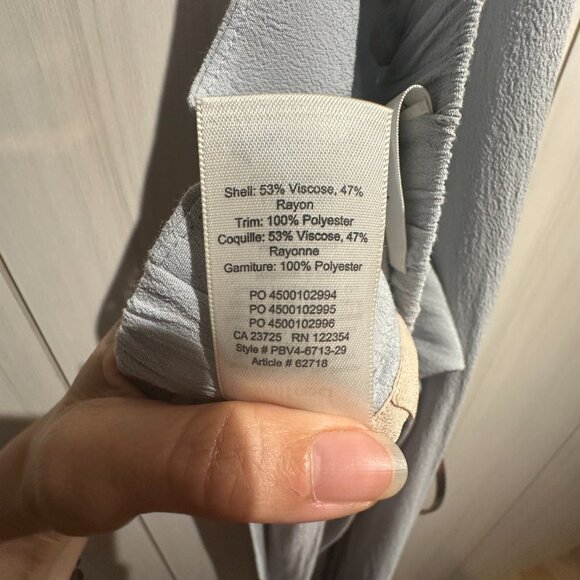 Shell: 53% Viscose, 47%
Rayon
Trim: 100% Polyester
Coquille: 53% Viscose, 47%
Rayonne
Garniture: 100% Polyester
PO 4500102994
PO 4500102995
PO 4500102996
CA 23725 RN 122354
Style # PBV4-6713-29
Article # 62718